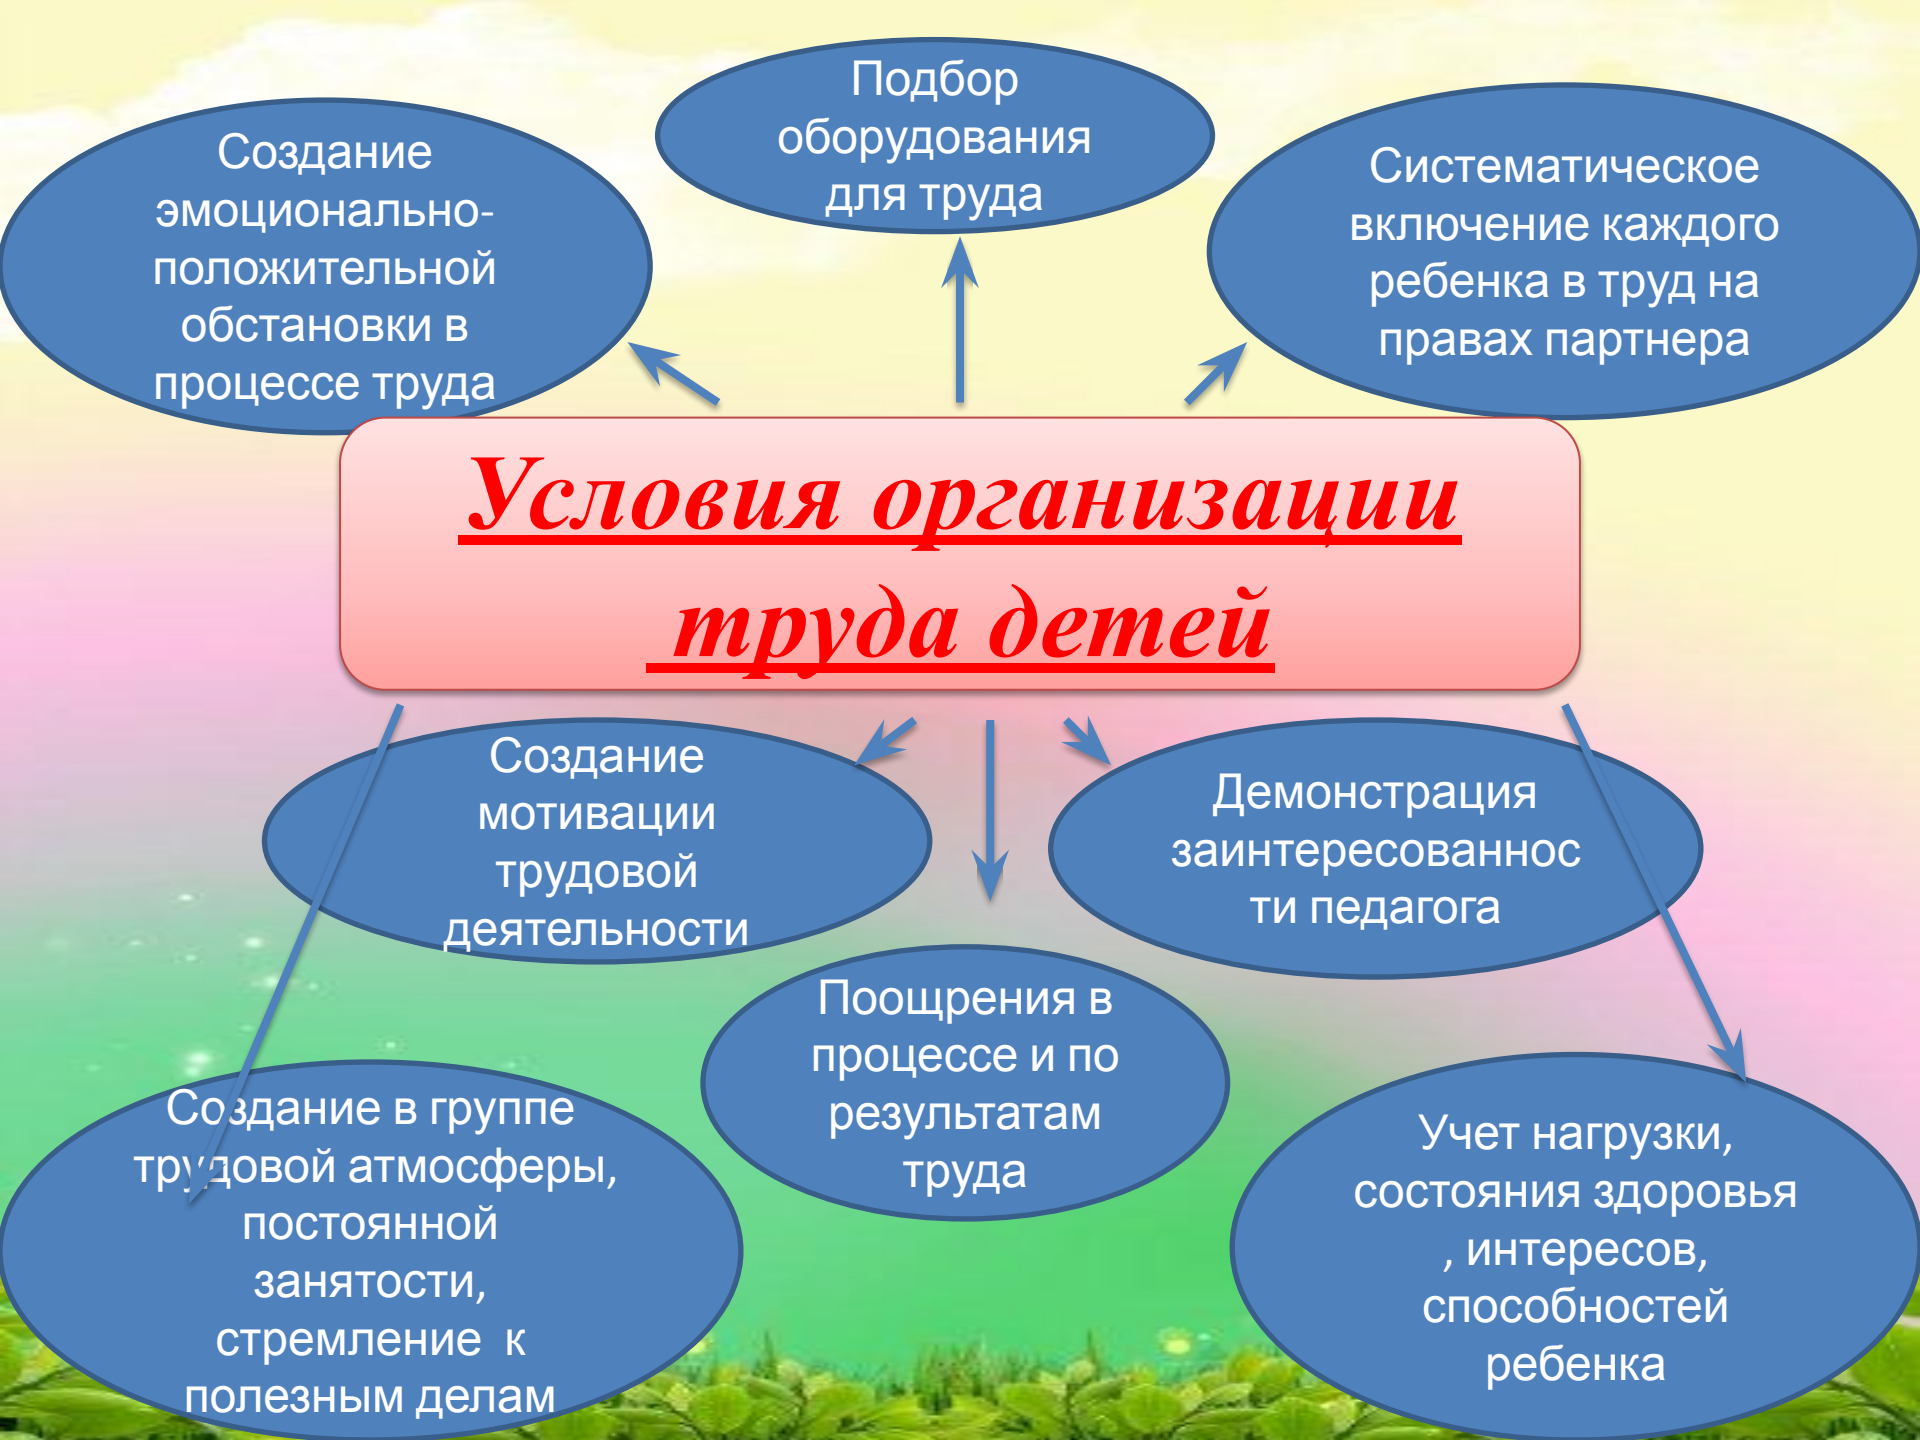 Подбор
оборудования
для труда
Создание
эмоционально-
положительной
обстановки в
процессе труда
Систематическое
включение каждого
ребенка в труд на
правах партнера
Условия организации
труда детей
Создание
мотивации
трудовой
деятельности
Демонстрация
заинтересованнос
ти педагога
Поощрения в
процессе и по
результатам
труда
Создание в группе
трудовой атмосферы,
постоянной
занятости,
стремление к
полезным делам
Учет нагрузки,
состояния здоровья
, интересов,
способностей
ребенка